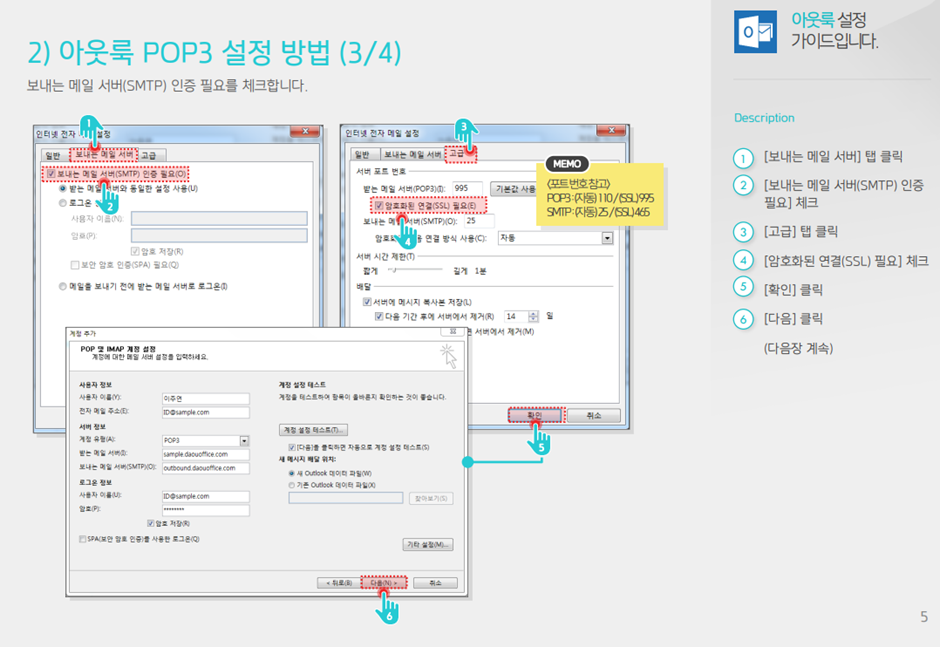 2) 아웃룩 POP3 설정 방법 (3/4)
보내는 메일 서버(SMTP) 인증 필요를 체크합니다.
인터넷 전자 설정
1
일반 보내는 메일 서버 고급
보내는 메일 서버(SMTP) 인증 필요(O)
받는 메일 와 동일한 설정 사용(U)
2
로그온
사용자 이름(N):
암호(P):
암호 저장(R)
보안 암호 인증(SPA) 필요(Q)
메일을 보내기 전에 받는 메일 서버로 로그온(I)
인터넷 전자 메일 설정
3
일반 보내는 메일 서버 고급
서버 포트 번호
받는 메일 서버(POP3)(I): 995 기본값 사용
암호화된 연결(SSL) 필요(E)
보내는 서버(SMTP)(O): 25
4
연결 방식 사용(C): 자동
서버 시간 제한(T)
짧게 길게 1분
배달
서버에 메시지 복사본 저장(L)
다음 기간 후에 서버에서 제거(R) 14 일
면 서버에서 제거(M)
확인 취소
5
MEMO
(포트번호 참고)
POP3 : (자동) 110 / (SSL) 995
SMTP : (자동) 25 / (SSL) 465
계정 추가
POP 및 IMAP 계정 설정
계정에 대한 메일 서버 설정을 입력하세요.
사용자 정보
사용자 이름(Y): 이주연
전자 메일 주소(E): ID@sample.com
서버 정보
계정 유형(A): POP3
받는 메일 서버(I): sample.daouoffice.com
보내는 메일 서버(SMTP)(O): outbound.daouoffice.com
로그온 정보
사용자 이름(U): ID@sample.com
암호(P): ********
암호 저장(R)
SPA(보안 암호 인증)를 사용한 로그온(Q)
계정 설정 테스트
계정을 테스트하여 항목이 올바른지 확인하는 것이 좋습니다.
계정 설정 테스트(T)...
[다음]을 클릭하면 자동으로 계정 설정 테스트(S)
새 메시지 배달 위치:
새 Outlook 데이터 파일(W)
기존 Outlook 데이터 파일(X)
찾아보기(S)
기타 설정(M)...
< 뒤로(B) 다음(N) > 취소
6
아웃룩 설정
가이드입니다.
Description
1 [보내는 메일 서버] 탭 클릭
2 [보내는 메일 서버(SMTP) 인증
필요] 체크
3 [고급] 탭 클릭
4 [암호화된 연결(SSL) 필요] 체크
5 [확인] 클릭
6 [다음] 클릭
(다음장 계속)
5